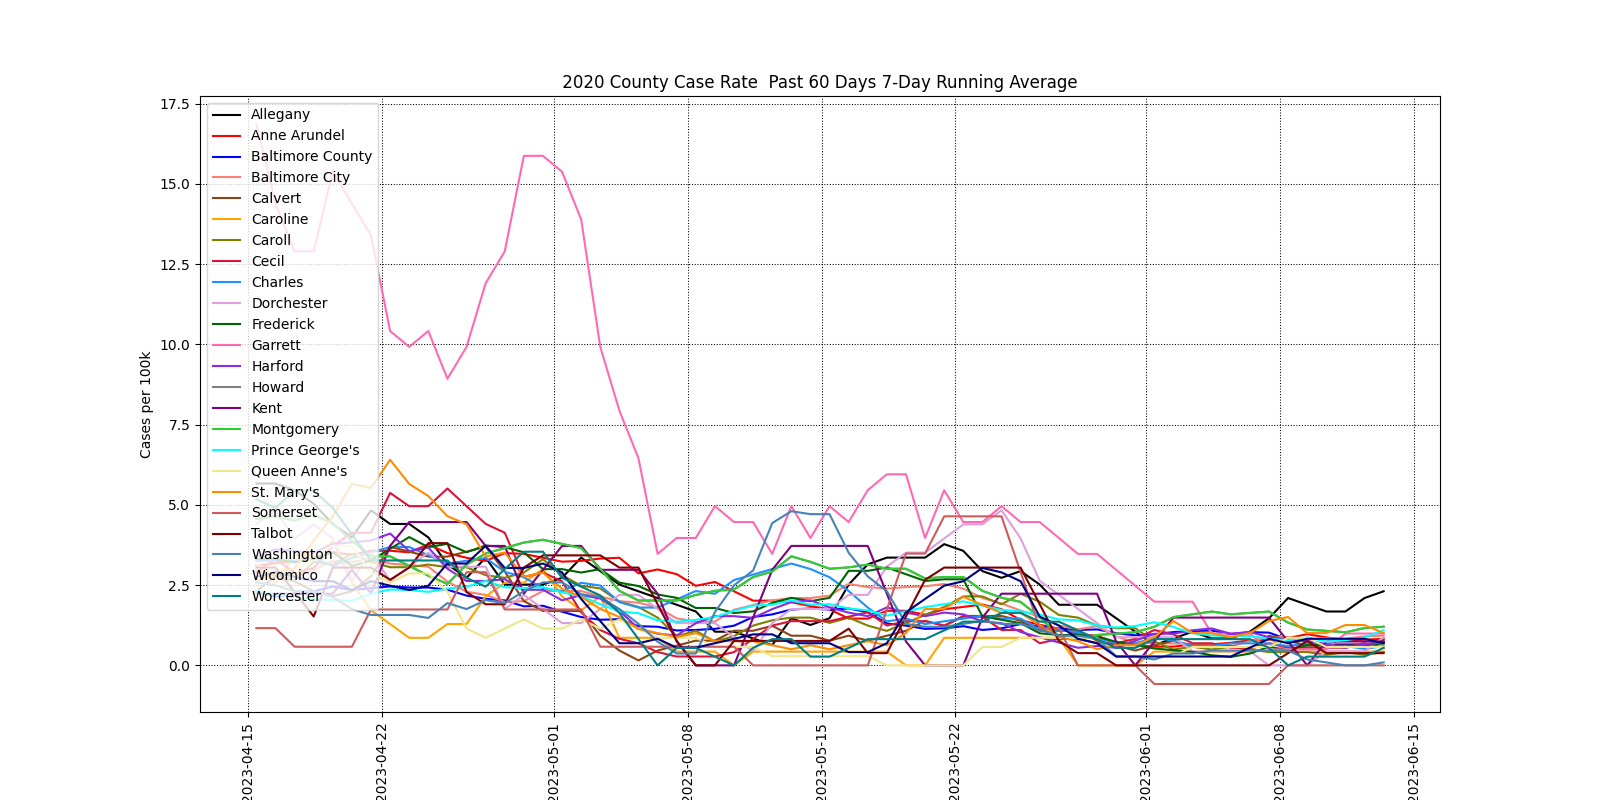 2020 County Case Rate  Past 60 Days 7-Day Running Average
17.5
15.0
12.5
10.0
7.5
5.0
2.5
0.0
Cases per 100k
Allegany
Anne Arundel
Baltimore County
Baltimore City
Calvert
Caroline
Caroll
Cecil
Charles
Dorchester
Frederick
Garrett
Harford
Howard
Kent
Montgomery
Prince George's
Queen Anne's
St. Mary's
Somerset
Talbot
Washington
Wicomico
Worcester
2023-04-15
2023-04-22
2023-05-01
2023-05-08
2023-05-15
2023-05-22
2023-06-01
2023-06-08
2023-06-15